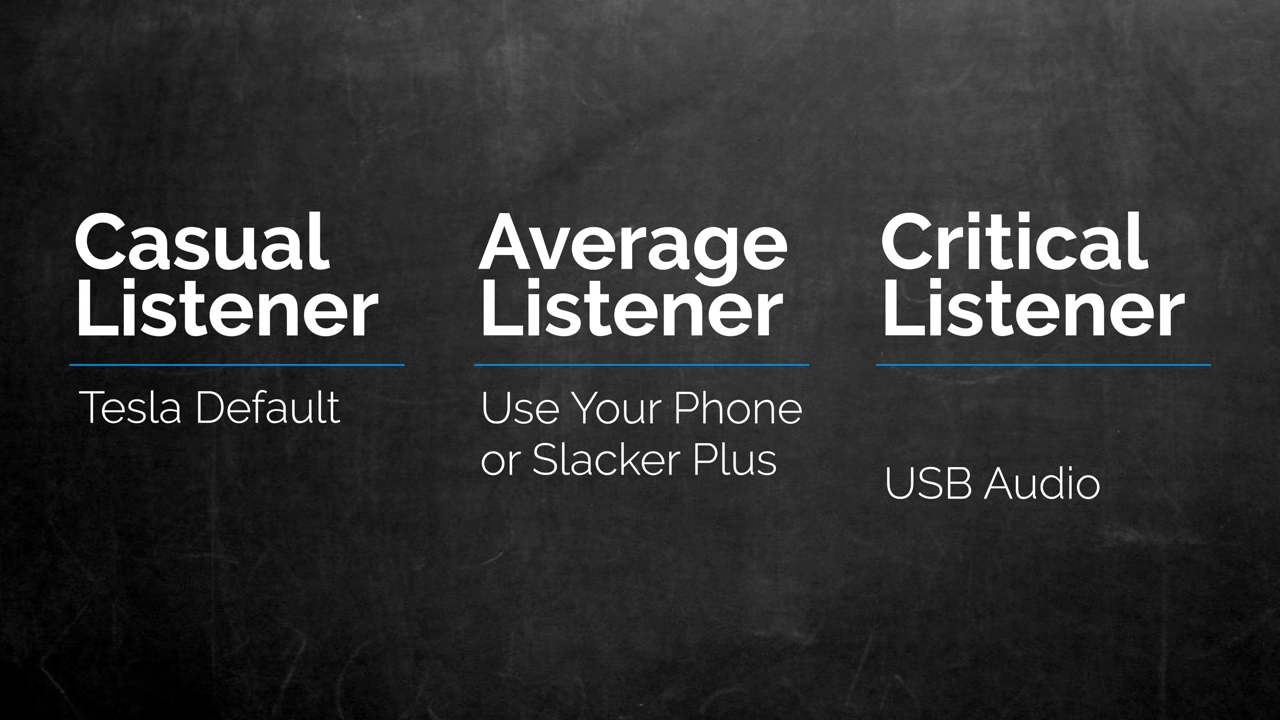 Casual
Listener
Tesla Default
Average
Listener
Use Your Phone
or Slacker Plus
Critical
Listener
USB Audio